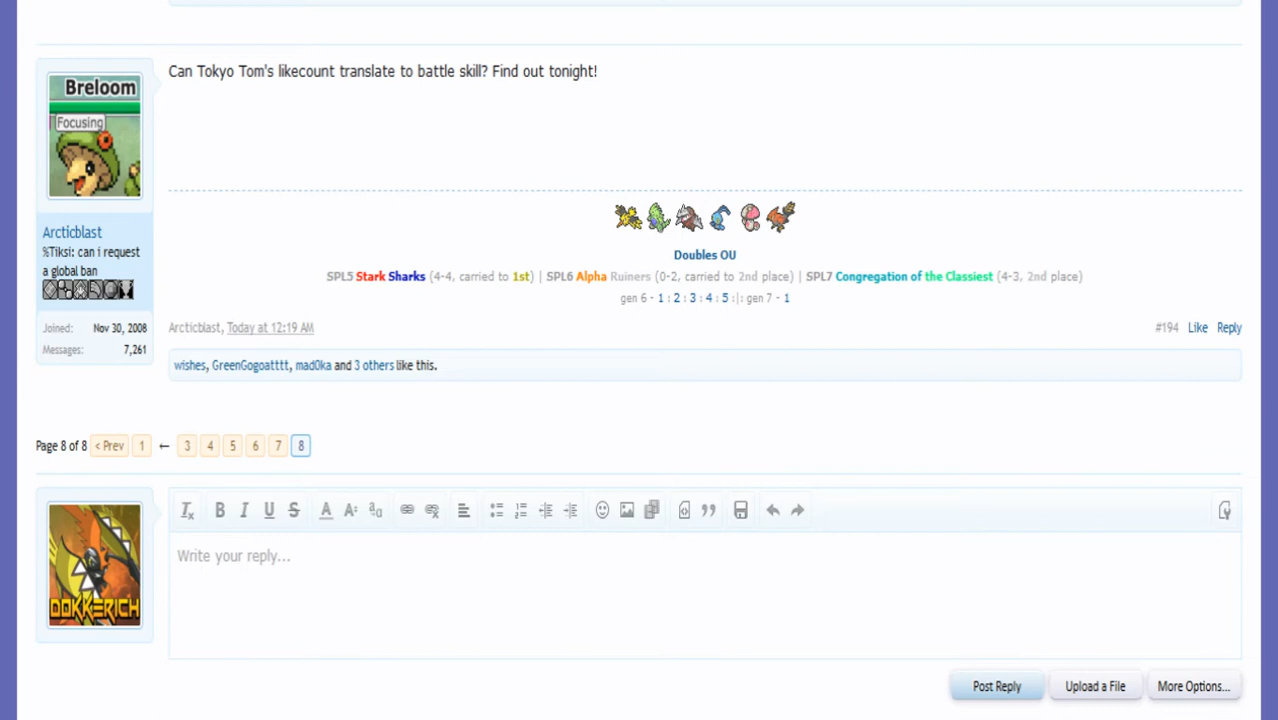 Can Tokyo Tom's likecount translate to battle skill? Find out tonight!
Breloom
Focusing
Arcticblast
%Tiksi: can i request
a global ban
Joined: Nov 30, 2008
Messages: 7,261
Doubles OU
SPL5 Stark Sharks (4-4, carried to 1st) | SPL6 Alpha Ruiners (0-2, carried to 2nd place) | SPL7 Congregation of the Classiest (4-3, 2nd place)
gen 6 - 1 : 2 : 3 : 4 : 5 :|: gen 7 - 1
Arcticblast, Today at 12:19 AM #194 Like Reply
wishes, GreenGogoatttt, mad0ka and 3 others like this.
Page 8 of 8 < Prev 1 ← 3 4 5 6 7 8
DOKKERICH
Write your reply...
Post Reply Upload a File More Options...